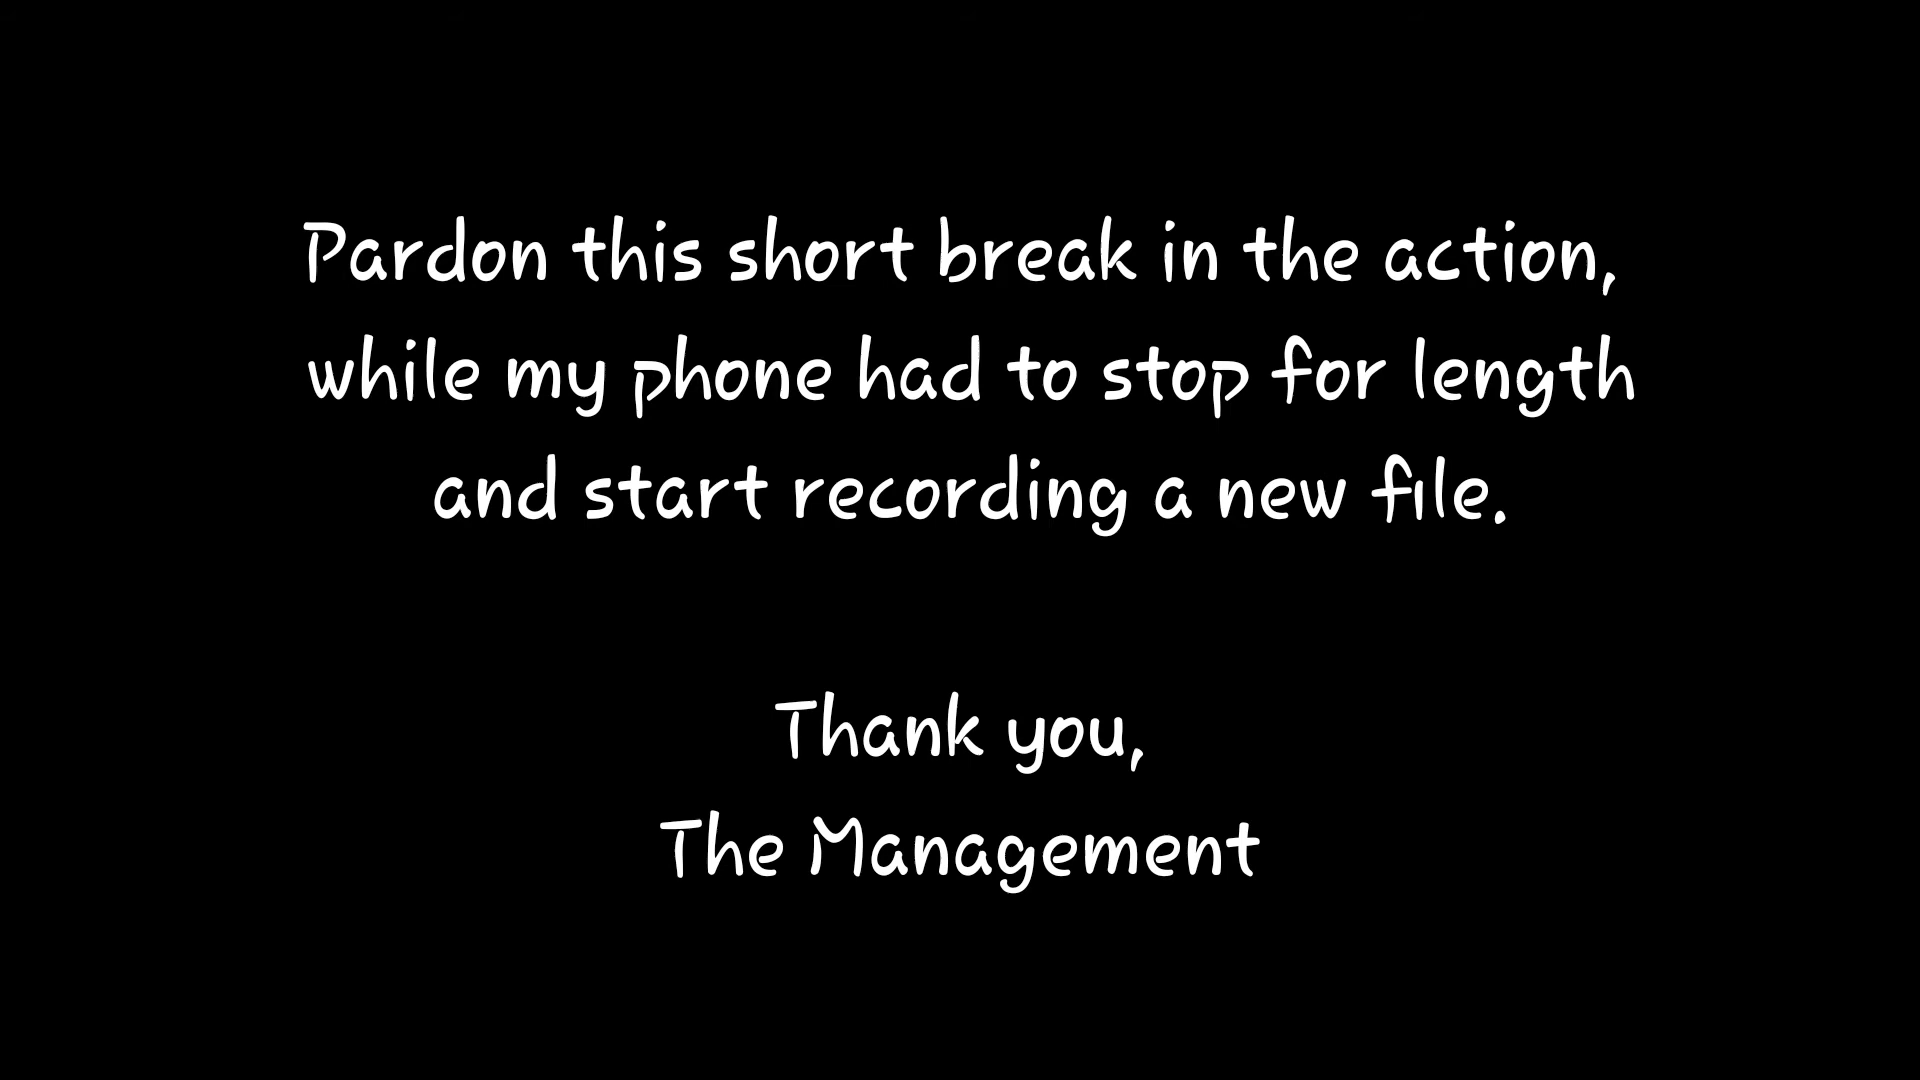 Pardon this short break in the action,
while my phone had to stop for length
and start recording a new file.
Thank you,
The Management